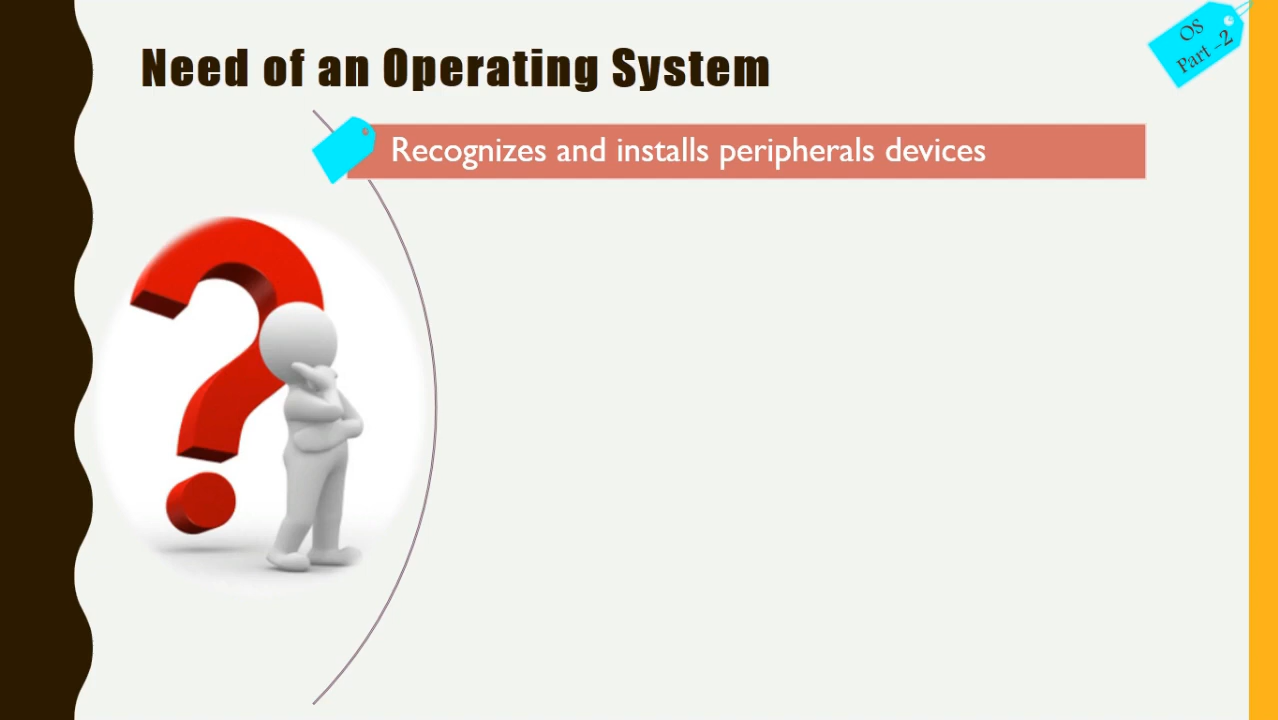 Need of an Operating System
OS
Part -2
Recognizes and installs peripherals devices